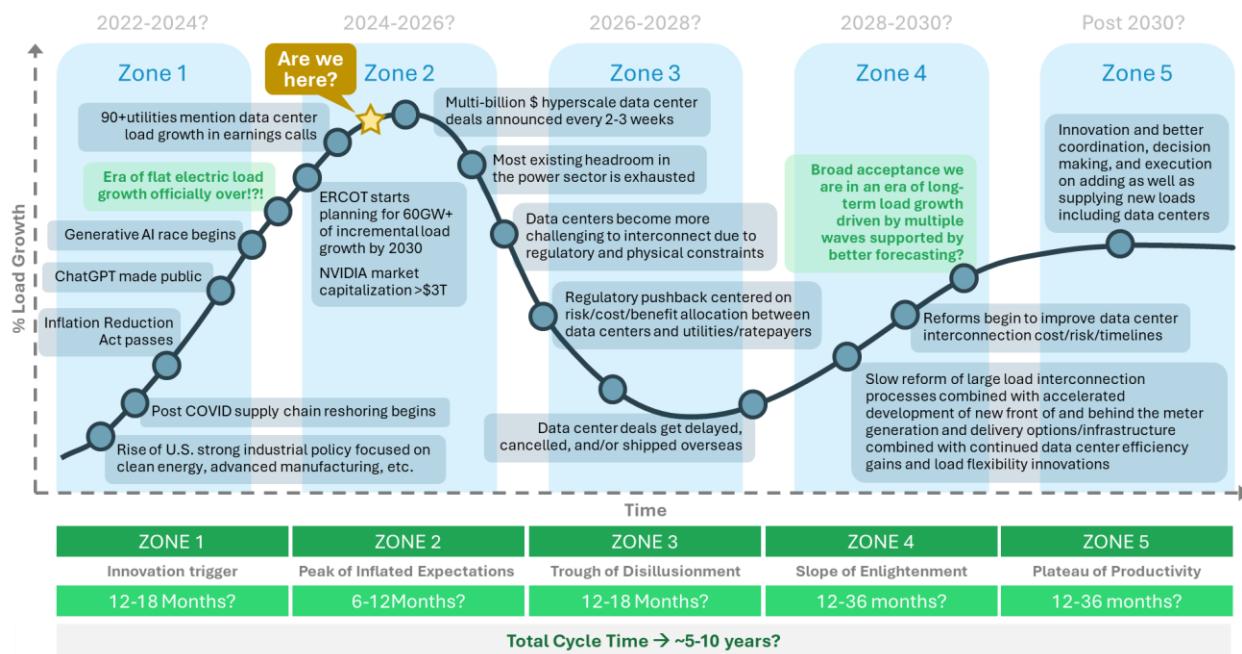 2022-2024?
2024-2026?
2026-2028?
2028-2030?
Post 2030?
Zone 1
Zone 2
Zone 3
Zone 4
Zone 5
Are we
here?
90+utilities mention data center
load growth in earnings calls
Era of flat electric load
growth officially over!?!
Generative AI race begins
ChatGPT made public
Inflation Reduction
Act passes
Post COVID supply chain reshoring begins
Rise of U.S. strong industrial policy focused on
clean energy, advanced manufacturing, etc.
ERCOT starts
planning for 60GW+
of incremental load
growth by 2030
NVIDIA market
capitalization >$3T
Multi-billion $ hyperscale data center
deals announced every 2-3 weeks
Most existing headroom in
the power sector is exhausted
Data centers become more
challenging to interconnect due to
regulatory and physical constraints
Regulatory pushback centered on
risk/cost/benefit allocation between
data centers and utilities/ratepayers
Data center deals get delayed,
cancelled, and/or shipped overseas
Broad acceptance we
are in an era of long-
term load growth
driven by multiple
waves supported by
better forecasting?
Reforms begin to improve data center
interconnection cost/risk/timelines
Slow reform of large load interconnection
processes combined with accelerated
development of new front of and behind the meter
generation and delivery options/infrastructure
combined with continued data center efficiency
gains and load flexibility innovations
Innovation and better
coordination, decision
making, and execution
on adding as well as
supplying new loads
including data centers
% Load Growth
Time
ZONE 1
ZONE 2
ZONE 3
ZONE 4
ZONE 5
Innovation trigger
Peak of Inflated Expectations
Trough of Disillusionment
Slope of Enlightenment
Plateau of Productivity
12-18 Months?
6-12Months?
12-18 Months?
12-36 months?
12-36 months?
Total Cycle Time → ~5-10 years?